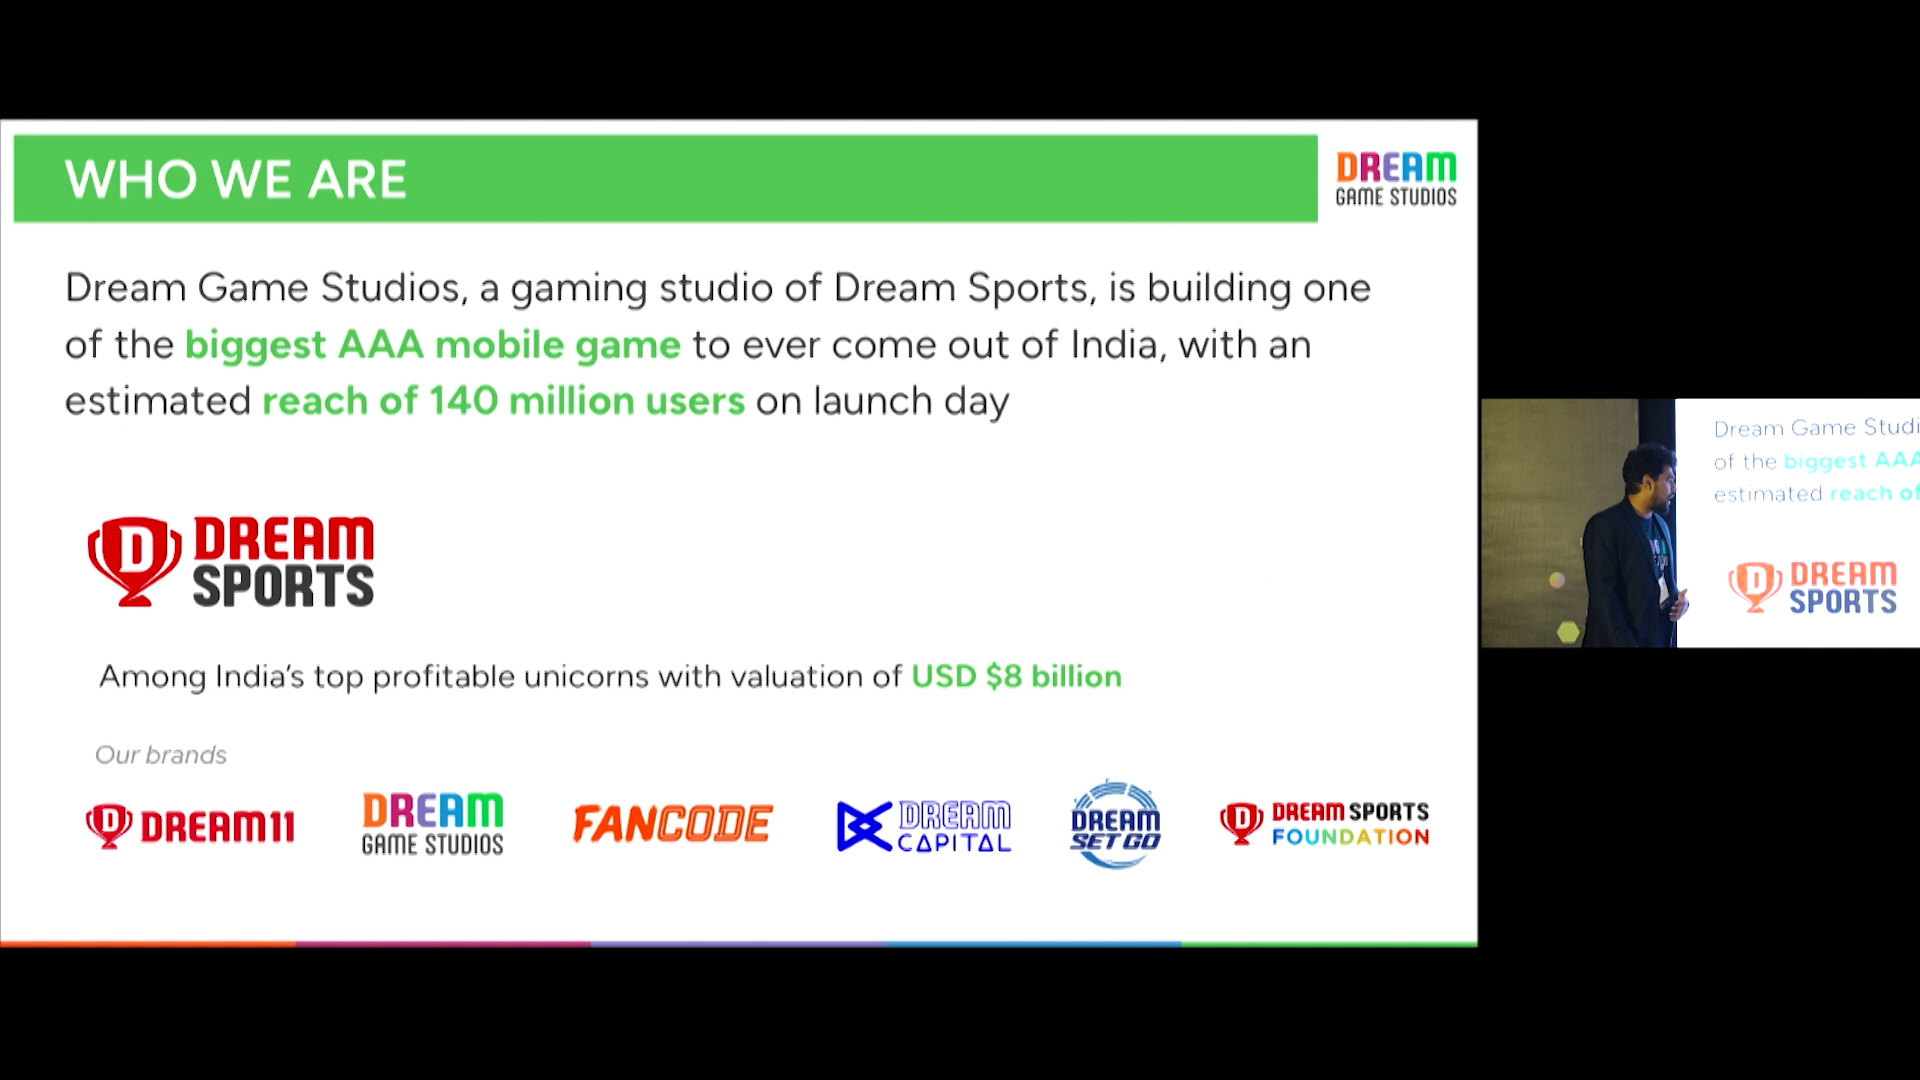 WHO WE ARE
DREAM
GAME STUDIOS
Dream Game Studios, a gaming studio of Dream Sports, is building one
of the biggest AAA mobile game to ever come out of India, with an
estimated reach of 140 million users on launch day
D DREAM
SPORTS
Among India's top profitable unicorns with valuation of USD $8 billion
Our brands
D DREAM11
DREAM
GAME STUDIOS
FANCODE
DREAM
CAPITAL
DREAM
SET GO
D DREAM SPORTS
FOUNDATION
Dream Game Studi
of the biggest AAA
estimated reach of
D DREAM
SPORTS